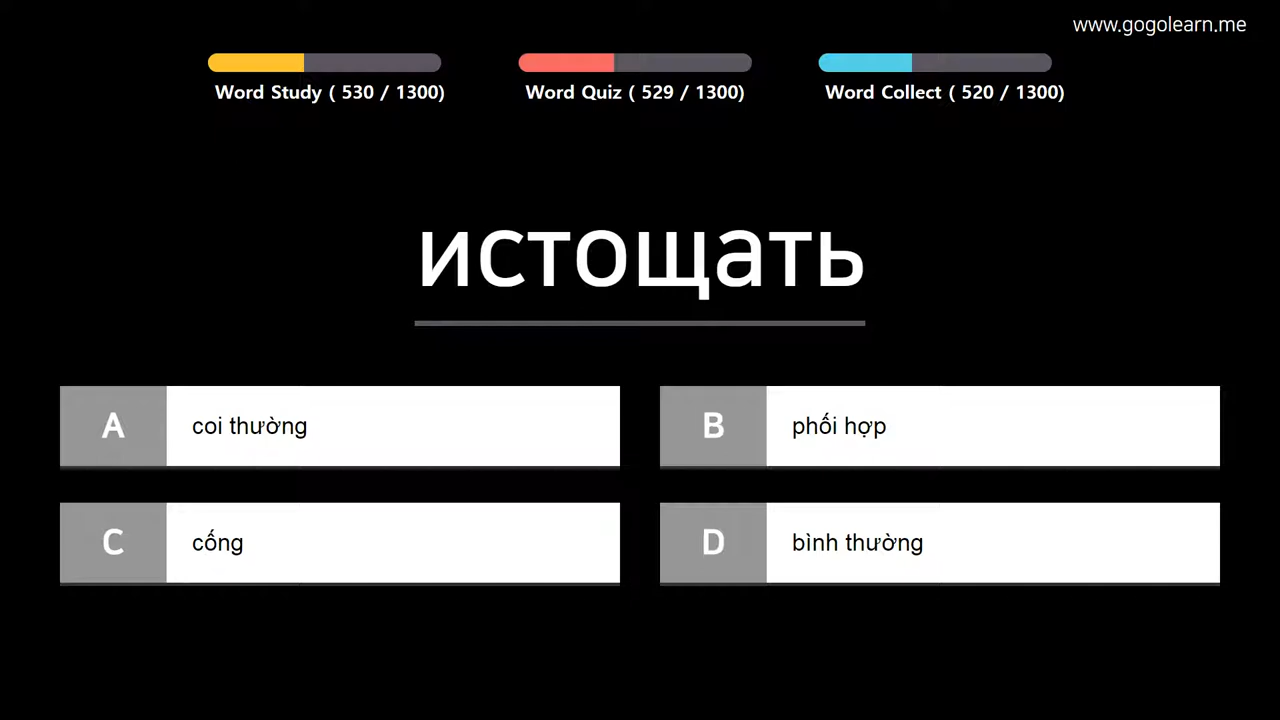 www.gogolearn.me
Word Study ( 530 / 1300)
Word Quiz ( 529 / 1300)
Word Collect ( 520 / 1300)
истощать
A coi thường
B phối hợp
C cống
D bình thường